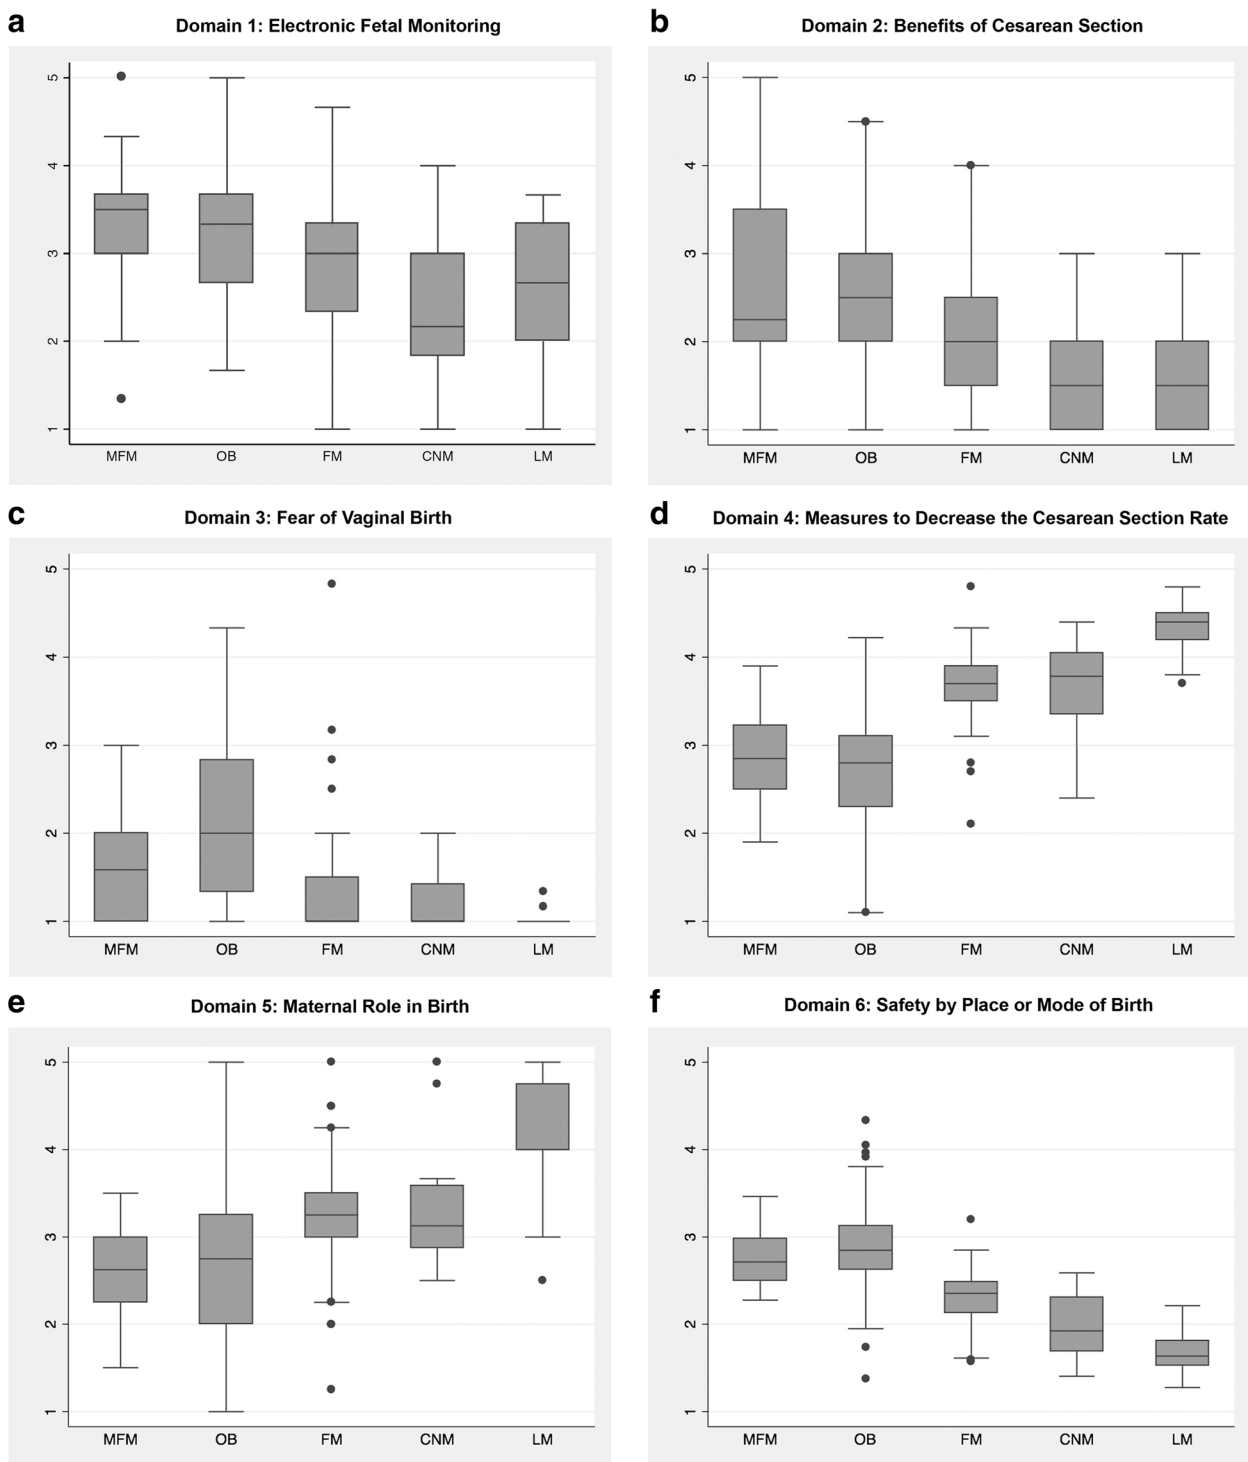 a Domain 1: Electronic Fetal Monitoring
5
4
3
2
1
MFM OB FM CNM LM
b Domain 2: Benefits of Cesarean Section
5
4
3
2
1
MFM OB FM CNM LM
c Domain 3: Fear of Vaginal Birth
5
4
3
2
1
MFM OB FM CNM LM
d Domain 4: Measures to Decrease the Cesarean Section Rate
5
4
3
2
1
MFM OB FM CNM LM
e Domain 5: Maternal Role in Birth
5
4
3
2
1
MFM OB FM CNM LM
f Domain 6: Safety by Place or Mode of Birth
5
4
3
2
1
MFM OB FM CNM LM